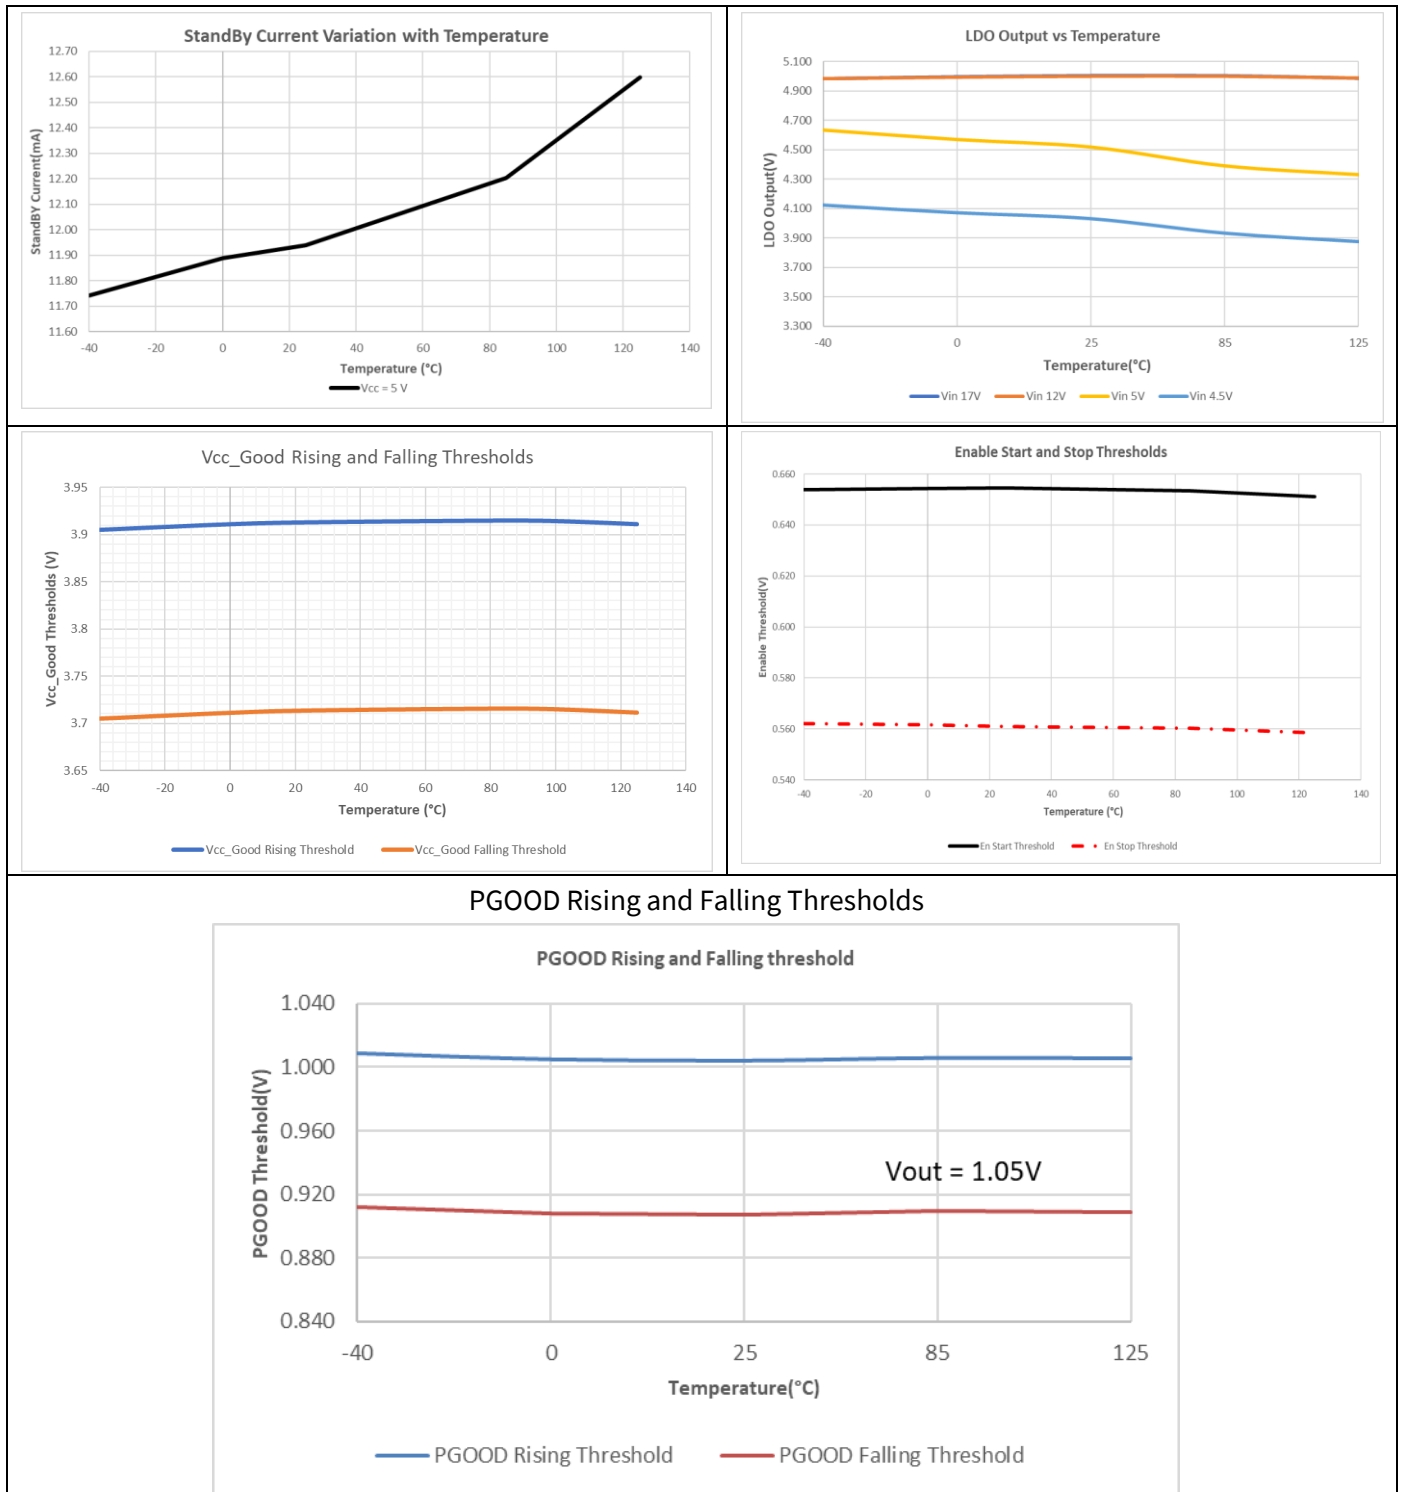 StandBy Current Variation with Temperature
12.70
12.60
12.50
12.40
12.30
12.20
12.10
12.00
11.90
11.80
11.70
11.60
StandBY Current(mA)
-40 -20 0 20 40 60 80 100 120 140
Temperature (°C)
Vcc = 5 V
LDO Output vs Temperature
5.100
4.900
4.700
4.500
4.300
4.100
3.900
3.700
3.500
3.300
LDO Output(V)
-40 0 25 85 125
Temperature(°C)
Vin 17V Vin 12V Vin 5V Vin 4.5V
Vcc_Good Rising and Falling Thresholds
3.95
3.9
3.85
3.8
3.75
3.7
3.65
Vcc_Good Thresholds (V)
-40 -20 0 20 40 60 80 100 120 140
Temperature (°C)
Vcc_Good Rising Threshold Vcc_Good Falling Threshold
Enable Start and Stop Thresholds
0.660
0.640
0.620
0.600
0.580
0.560
0.540
Enable Threshold(V)
-40 -20 0 20 40 60 80 100 120 140
Temperature (°C)
En Start Threshold En Stop Threshold
PGOOD Rising and Falling Thresholds
PGOOD Rising and Falling threshold
1.040
1.000
0.960
0.920
0.880
0.840
PGOOD Threshold(V)
Vout = 1.05V
-40 0 25 85 125
Temperature(°C)
PGOOD Rising Threshold PGOOD Falling Threshold